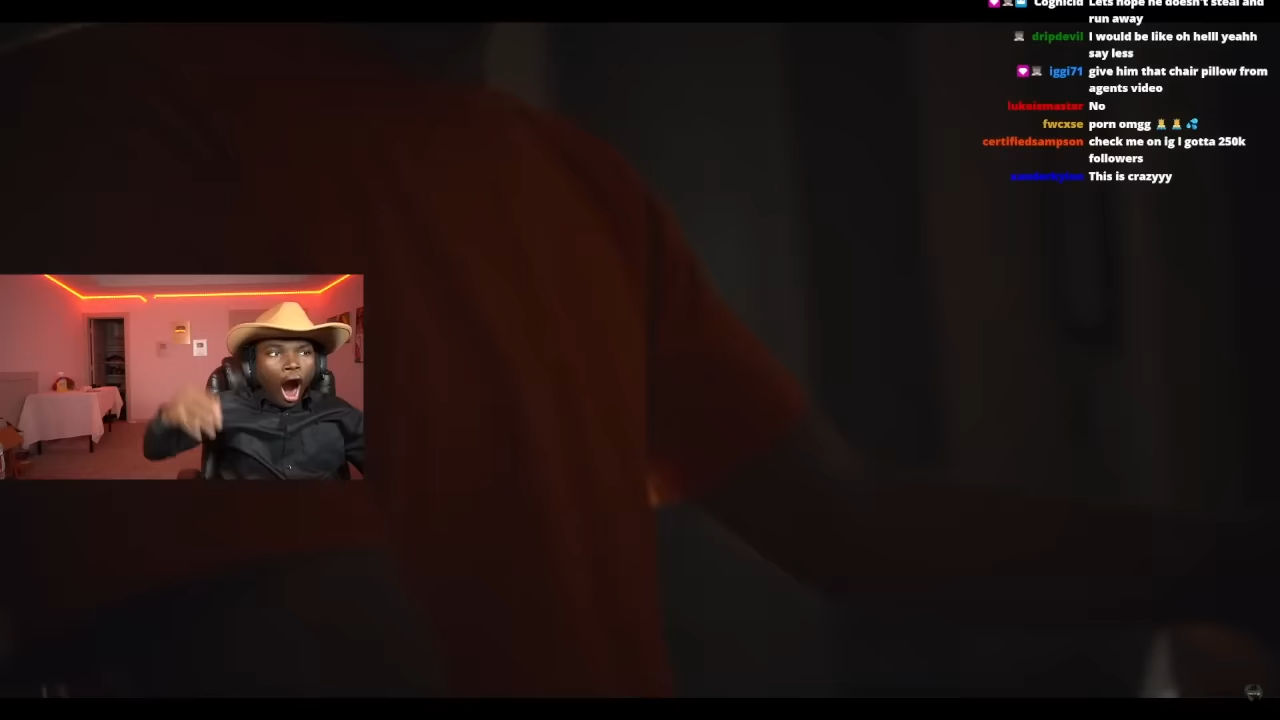 Cognicid Lets hope he doesn't steal and
run away
dripdevil I would be like oh helll yeahh
say less
iggi71 give him that chair pillow from
agents video
lukeismaster No
fwcxse porn omgg
certifiedsampson check me on ig I gotta 250k
followers
This is crazyyy